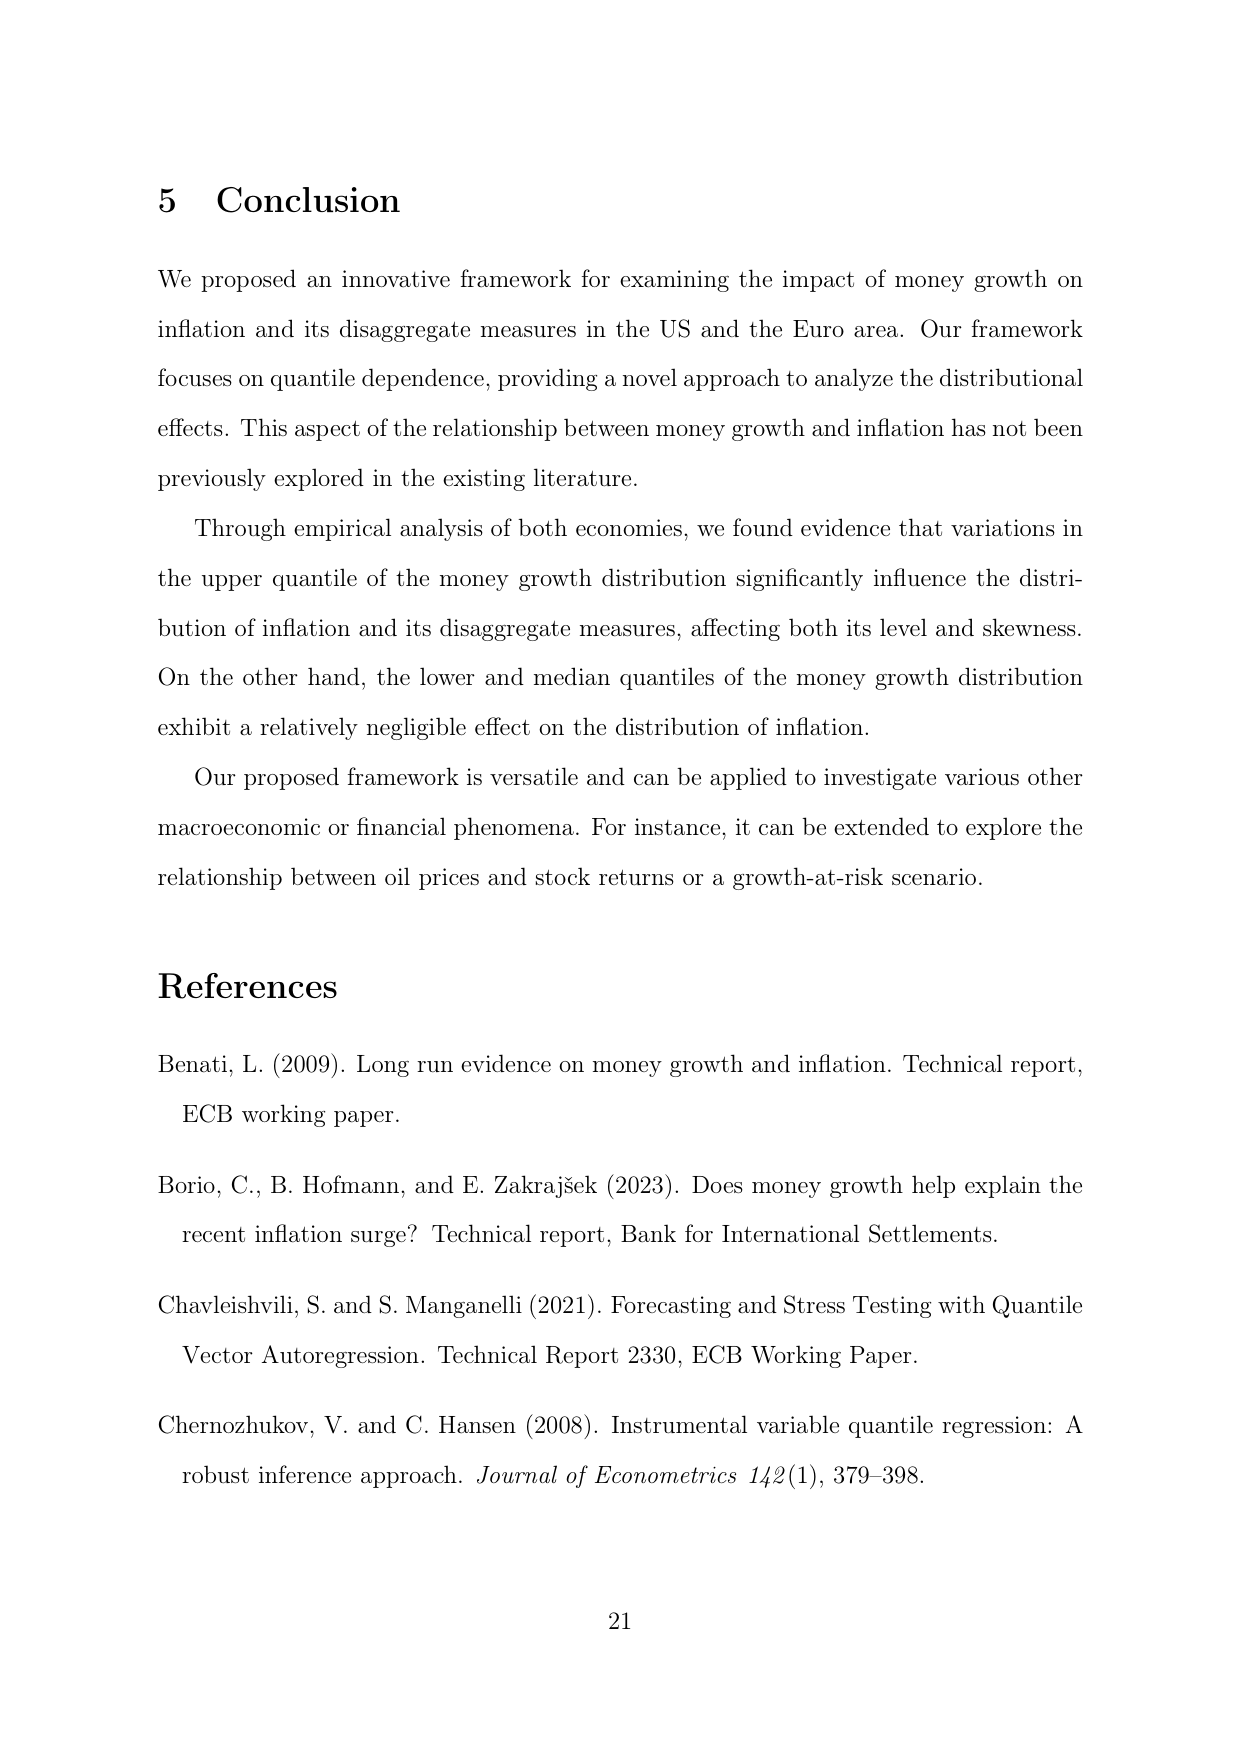 5 Conclusion
We proposed an innovative framework for examining the impact of money growth on
inflation and its disaggregate measures in the US and the Euro area. Our framework
focuses on quantile dependence, providing a novel approach to analyze the distributional
effects. This aspect of the relationship between money growth and inflation has not been
previously explored in the existing literature.
Through empirical analysis of both economies, we found evidence that variations in
the upper quantile of the money growth distribution significantly influence the distri-
bution of inflation and its disaggregate measures, affecting both its level and skewness.
On the other hand, the lower and median quantiles of the money growth distribution
exhibit a relatively negligible effect on the distribution of inflation.
Our proposed framework is versatile and can be applied to investigate various other
macroeconomic or financial phenomena. For instance, it can be extended to explore the
relationship between oil prices and stock returns or a growth-at-risk scenario.
References
Benati, L. (2009). Long run evidence on money growth and inflation. Technical report,
ECB working paper.
Borio, C., B. Hofmann, and E. Zakrajšek (2023). Does money growth help explain the
recent inflation surge? Technical report, Bank for International Settlements.
Chavleishvili, S. and S. Manganelli (2021). Forecasting and Stress Testing with Quantile
Vector Autoregression. Technical Report 2330, ECB Working Paper.
Chernozhukov, V. and C. Hansen (2008). Instrumental variable quantile regression: A
robust inference approach. Journal of Econometrics 142(1), 379–398.
21